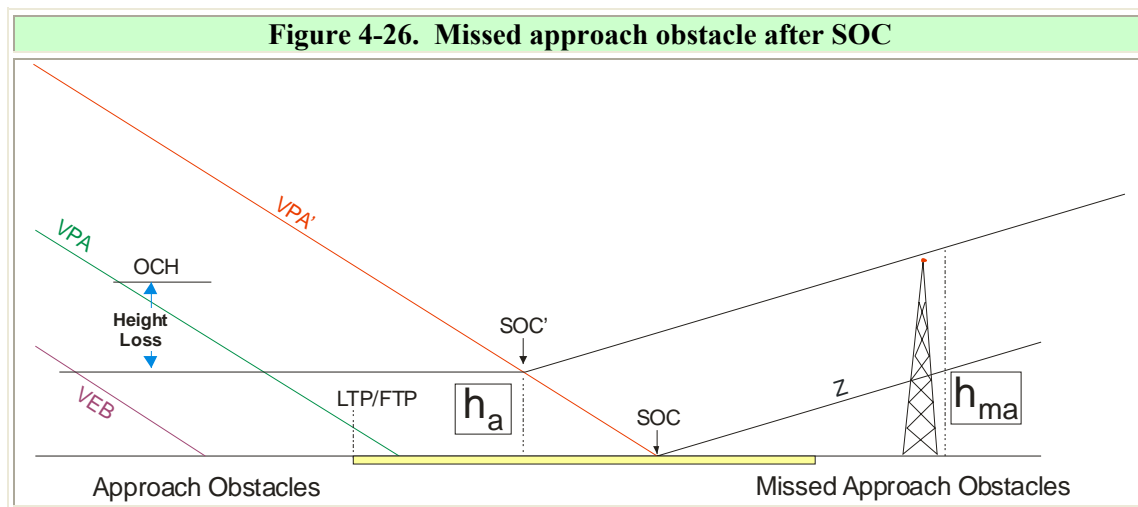 Figure 4-26. Missed approach obstacle after SOC
VPA'
VPA
OCH
Height
Loss
SOC'
VEB
LTP/FTP
ha
SOC
Z
hma
Approach Obstacles
Missed Approach Obstacles